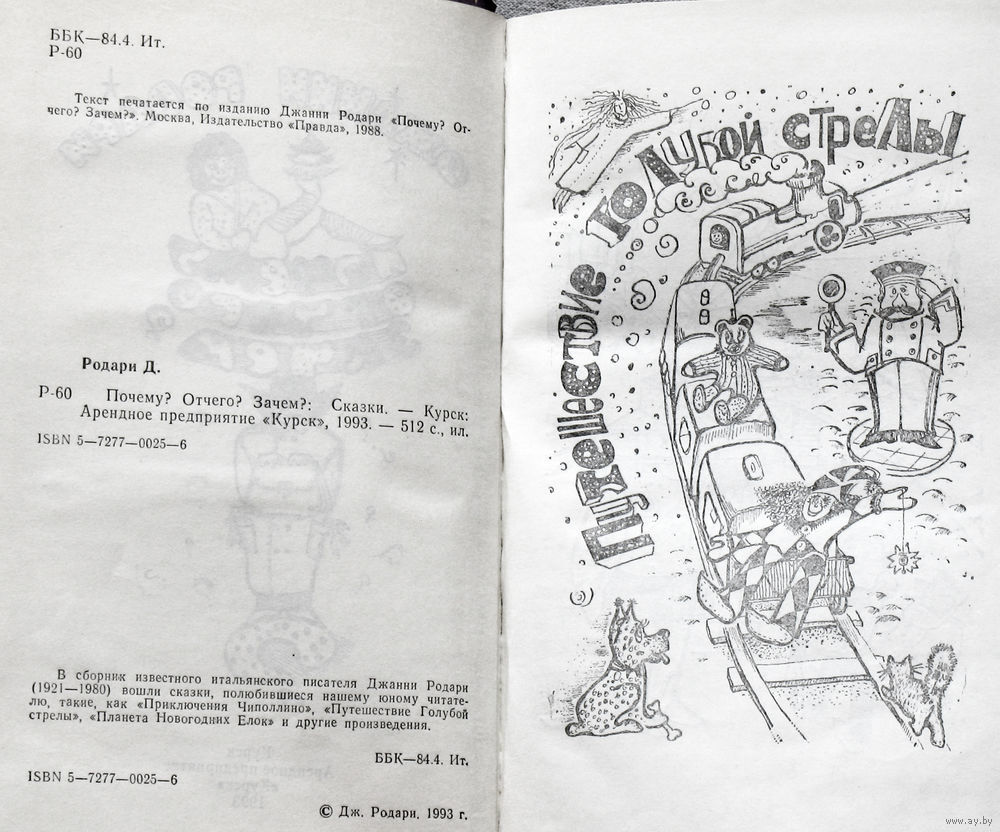 ББК—84.4. Ит.
Р-60
Текст печатается по изданию Джанни Родари «Почему? От-
чего? Зачем?». Москва, Издательство «Правда», 1988.
Родари Д.
Р-60 Почему? Отчего? Зачем?: Сказки. — Курск:
Арендное предприятие «Курск», 1993. — 512 с., ил.
ISBN 5—7277—0025—6
В сборник известного итальянского писателя Джанни Родари
(1921—1980) вошли сказки, полюбившиеся нашему юному читате-
лю, такие, как «Приключения Чиполлино», «Путешествие Голубой
стрелы», «Планета Новогодних Елок» и другие произведения.
ББК—84.4. Ит.
ISBN 5—7277—0025—6
© Дж. Родари. 1993 г.
Путешествие
голубой стрелы
www.ay.by